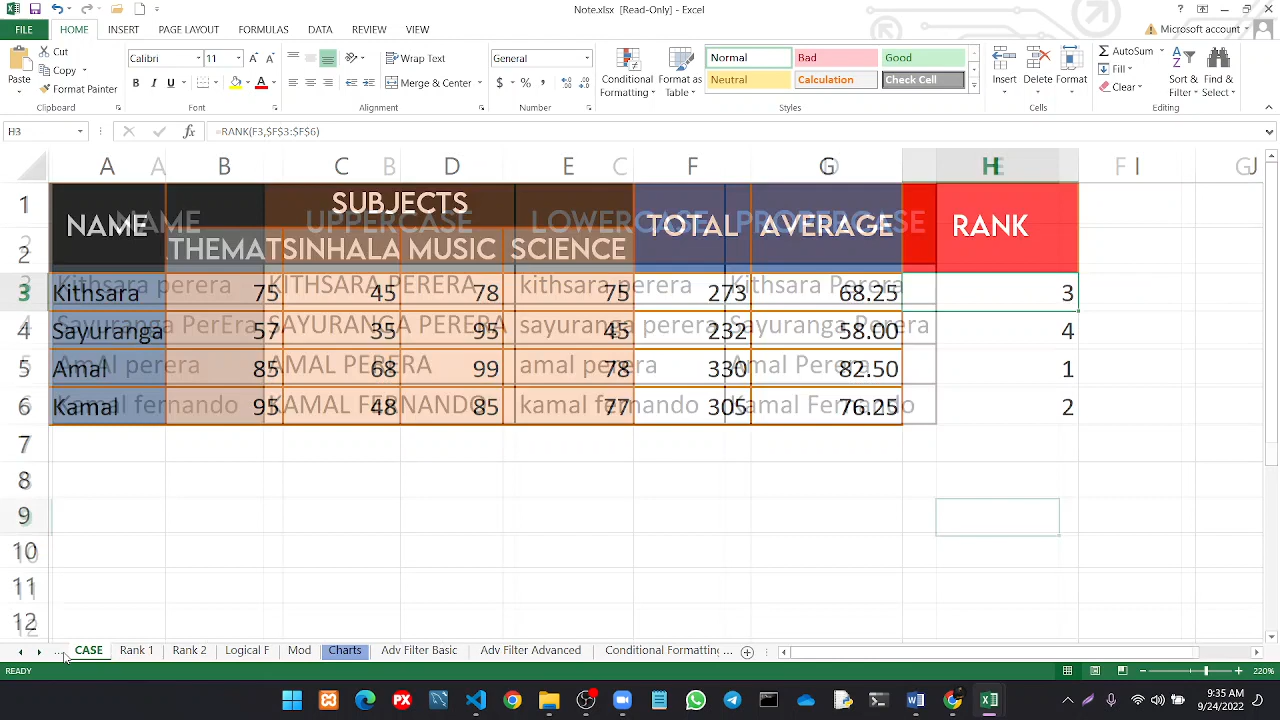 Note.xlsx [Read-Only] - Excel
FILE HOME INSERT PAGE LAYOUT FORMULAS DATA REVIEW VIEW Microsoft account
Cut Calibri 11 Wrap Text General Normal Bad Good AutoSum
Copy Fill
Paste Format Painter B I U Merge & Center $ % , Conditional Formatting Format as Table Neutral Calculation Check Cell Insert Delete Format Clear Sort & Filter Find & Select
Clipboard Font Alignment Number Styles Cells Editing
H3 fx =RANK(F3,$F$3:$F$6)
A B C D E F G H I J
A B C D E F G
1 NAME SUBJECTS TOTAL AVERAGE RANK
NAME UPPERCASE LOWERCASE PROPERCASE
2 THEMAT SINHALA MUSIC SCIENCE
3 Kithsara 75 45 78 75 273 68.25 3
Kithsara perera KITHSARA PERERA kithsara perera Kithsara Perera
4 Sayuranga 57 35 95 45 232 58.00 4
Sayuranga PerEra SAYURANGA PERERA sayuranga perera Sayuranga Perera
5 Amal 85 68 99 78 330 82.50 1
AmAl perera AMAL PERERA amal perera Amal Perera
6 Kamal 95 48 85 77 305 76.25 2
Kamal fernando KAMAL FERNANDO kamal fernando Kamal Fernando
7
8
9
10
11
12
... CASE Rank 1 Rank 2 Logical F Mod Charts Adv Filter Basic Adv Filter Advanced Conditional Formatting ...
READY 220%
9:35 AM
9/24/2022